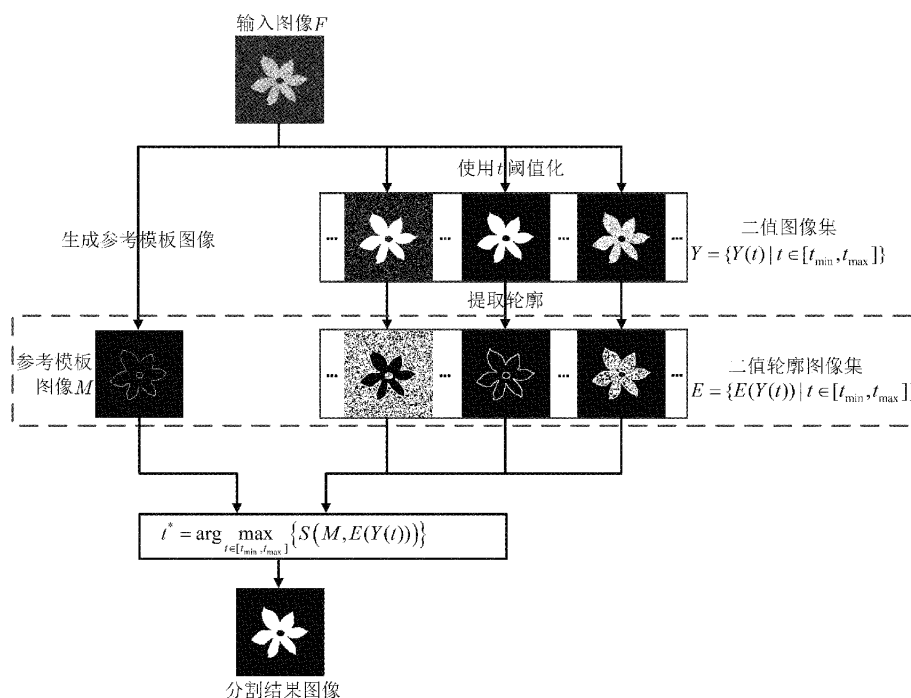 输入图像F
使用t阈值化
生成参考模板图像
... ... ... ...
二值图像集
Y = {Y(t) | t∈[t_min, t_max]}
提取轮廓
参考模板
图像M
... ... ... ...
二值轮廓图像集
E = {E(Y(t)) | t∈[t_min, t_max]}
t* = arg max_{t∈[t_min, t_max]} {S(M, E(Y(t)))}
分割结果图像